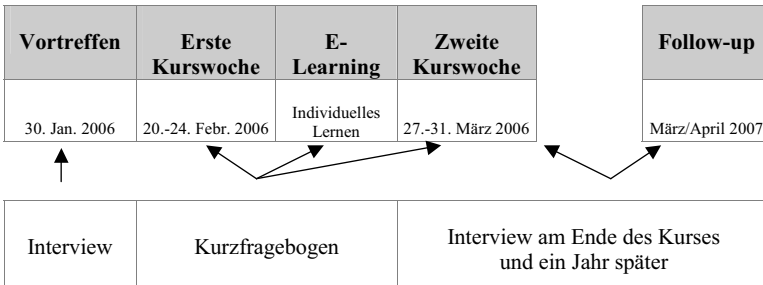 Vortreffen
Erste
Kurswoche
E-
Learning
Zweite
Kurswoche
Follow-up
30. Jan. 2006
20.-24. Febr. 2006
Individuelles
Lernen
27.-31. März 2006
März/April 2007
Interview
Kurzfragebogen
Interview am Ende des Kurses
und ein Jahr später